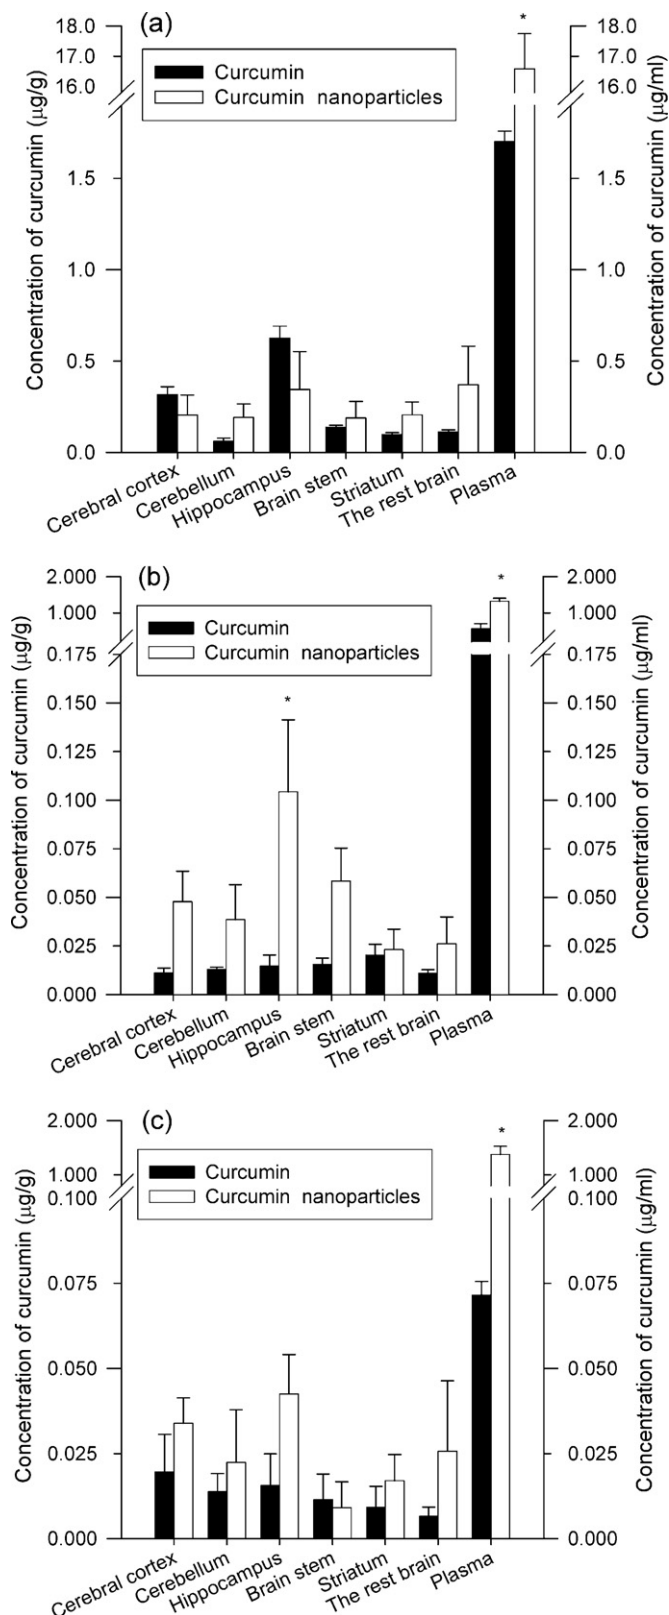 (a)
18.0
17.0
16.0
1.5
1.0
0.5
0.0
Concentration of curcumin (μg/g)
Curcumin
Curcumin nanoparticles
*
18.0
17.0
16.0
1.5
1.0
0.5
0.0
Concentration of curcumin (μg/ml)
Cerebral cortex
Cerebellum
Hippocampus
Brain stem
Striatum
The rest brain
Plasma
(b)
2.000
1.000
0.175
0.150
0.125
0.100
0.075
0.050
0.025
0.000
Concentration of curcumin (μg/g)
Curcumin
Curcumin nanoparticles
*
*
2.000
1.000
0.175
0.150
0.125
0.100
0.075
0.050
0.025
0.000
Concentration of curcumin (μg/ml)
Cerebral cortex
Cerebellum
Hippocampus
Brain stem
Striatum
The rest brain
Plasma
(c)
2.000
1.000
0.100
0.075
0.050
0.025
0.000
Concentration of curcumin (μg/g)
Curcumin
Curcumin nanoparticles
*
2.000
1.000
0.100
0.075
0.050
0.025
0.000
Concentration of curcumin (μg/ml)
Cerebral cortex
Cerebellum
Hippocampus
Brain stem
Striatum
The rest brain
Plasma